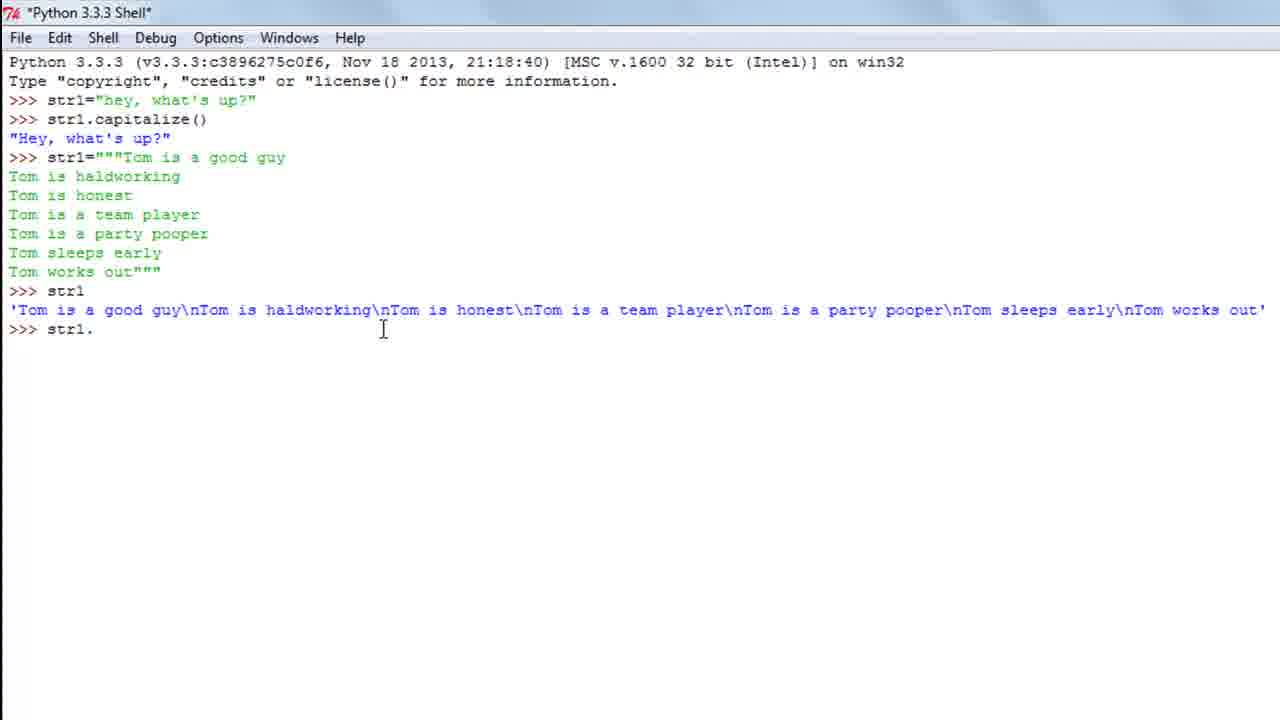 *Python 3.3.3 Shell*
File Edit Shell Debug Options Windows Help
Python 3.3.3 (v3.3.3:c3896275c0f6, Nov 18 2013, 21:18:40) [MSC v.1600 32 bit (Intel)] on win32
Type "copyright", "credits" or "license()" for more information.
>>> str1="hey, what's up?"
>>> str1.capitalize()
"Hey, what's up?"
>>> str1="""Tom is a good guy
Tom is haldworking
Tom is honest
Tom is a team player
Tom is a party pooper
Tom sleeps early
Tom works out"""
>>> str1
'Tom is a good guy\nTom is haldworking\nTom is honest\nTom is a team player\nTom is a party pooper\nTom sleeps early\nTom works out'
>>> str1.